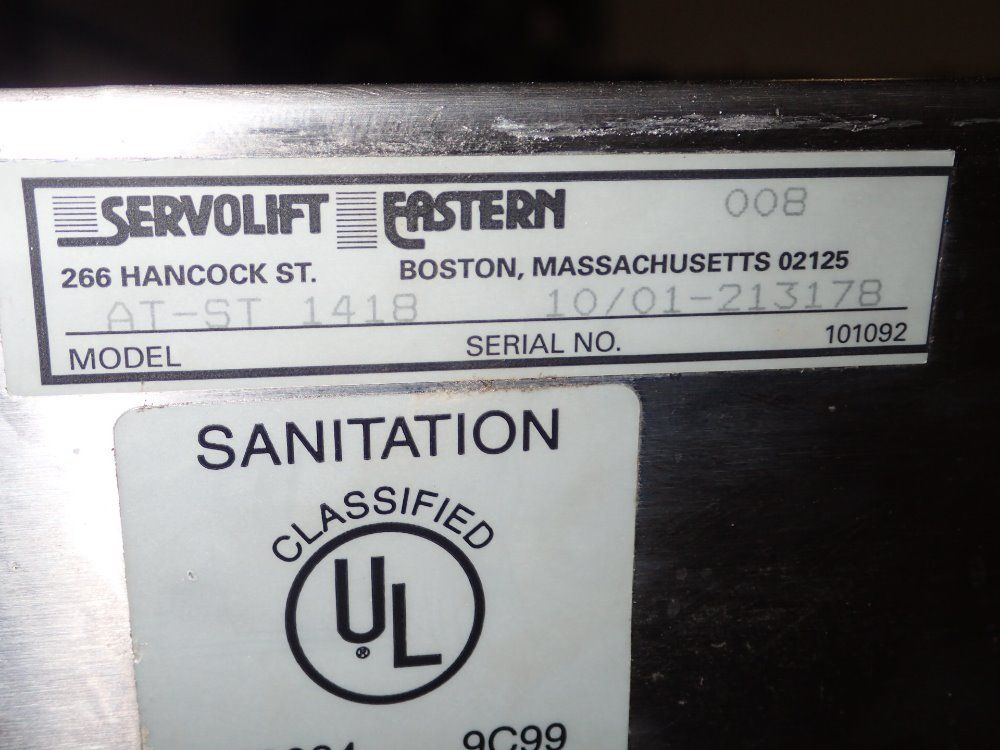 SERVOLIFT EASTERN 008
266 HANCOCK ST. BOSTON, MASSACHUSETTS 02125
AT-ST 1418 10/01-213178
MODEL SERIAL NO. 101092
SANITATION
CLASSIFIED
UL®
9C99